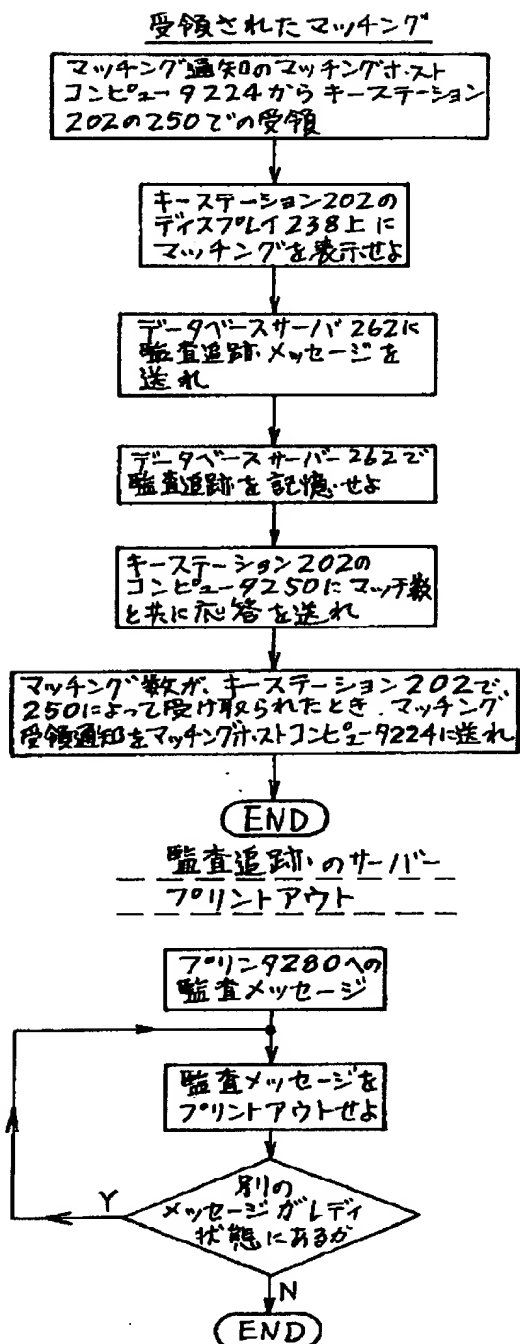 受領されたマッチング
マッチング通知のマッチングホスト
コンピュータ224からキーステーション
202の250での受領
キーステーション202の
ディスプレイ238上に
マッチングを表示せよ
データベースサーバ262に
監査追跡メッセージを
送れ
データベースサーバー262で
監査追跡を記憶せよ
キーステーション202の
コンピュータ250にマッチ数
と共に応答を送れ
マッチング数が、キーステーション202で
250によって受け取られたとき、マッチング
受領通知をマッチングホストコンピュータ224に送れ
END
監査追跡のサーバー
プリントアウト
プリンタ280への
監査メッセージ
監査メッセージを
プリントアウトせよ
別の
メッセージがレディ
状態にあるか
Y
N
END